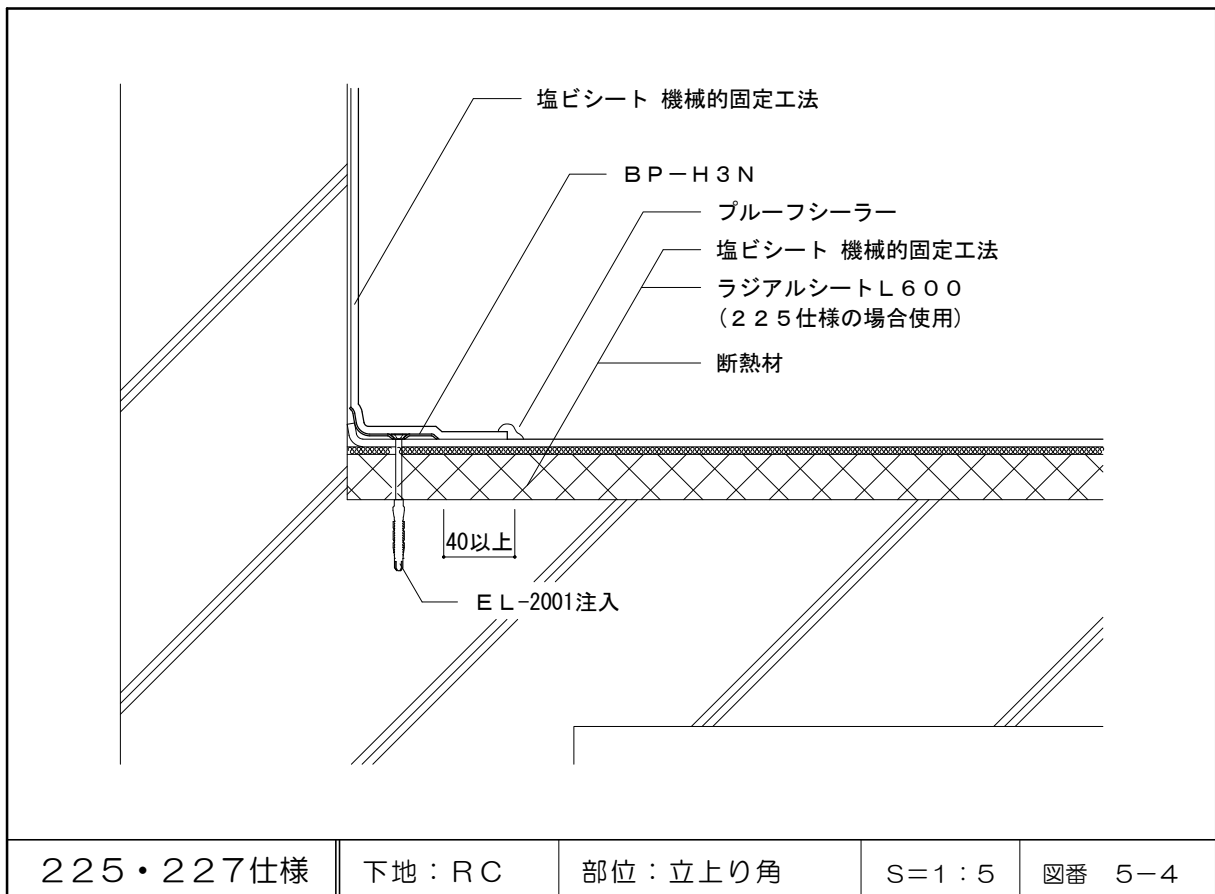 塩ビシート 機械的固定工法
ＢＰ－Ｈ３Ｎ
プルーフシーラー
塩ビシート 機械的固定工法
ラジアルシートＬ６００
（２２５仕様の場合使用）
断熱材
40以上
ＥＬ-2001注入
２２５・２２７仕様
下地：ＲＣ
部位：立上り角
S=1：5
図番 5-4